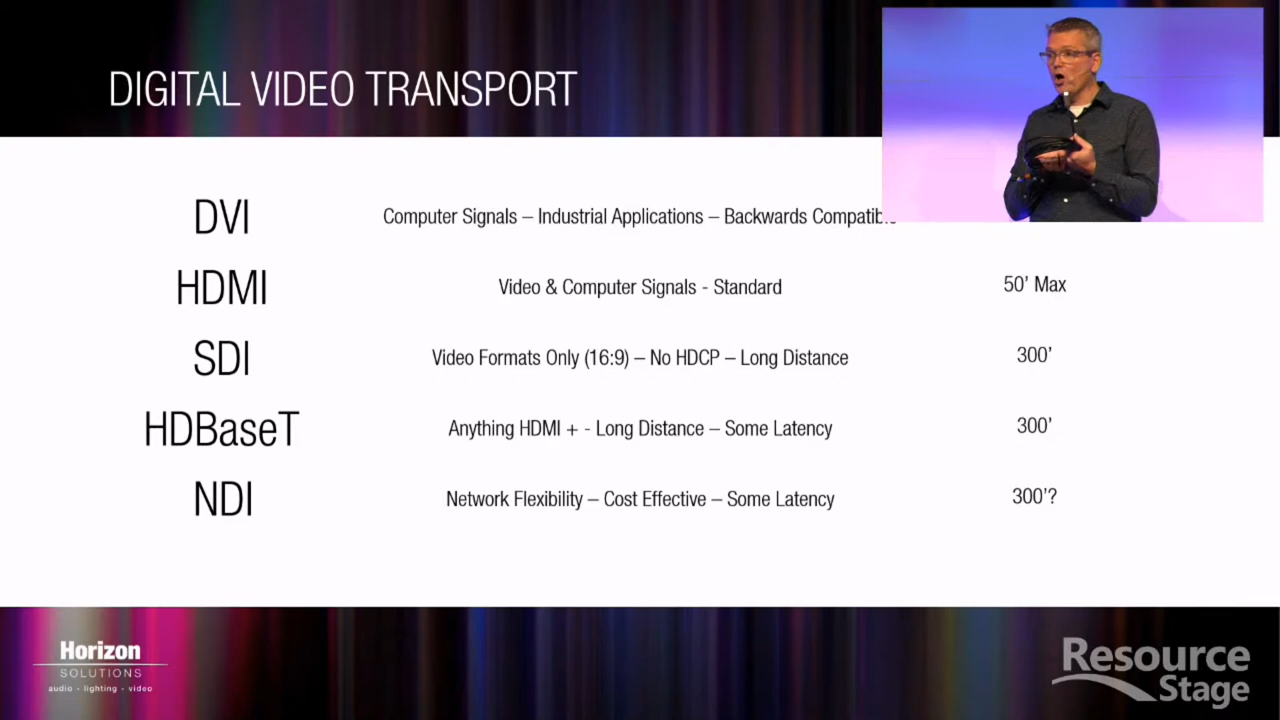 DIGITAL VIDEO TRANSPORT
DVI Computer Signals – Industrial Applications – Backwards
HDMI Video & Computer Signals - Standard 50’ Max
SDI Video Formats Only (16:9) – No HDCP – Long Distance 300’
HDBaseT Anything HDMI + - Long Distance – Some Latency 300’
NDI Network Flexibility – Cost Effective – Some Latency 300’?
Horizon
SOLUTIONS
audio - lighting - video
Resource
Stage